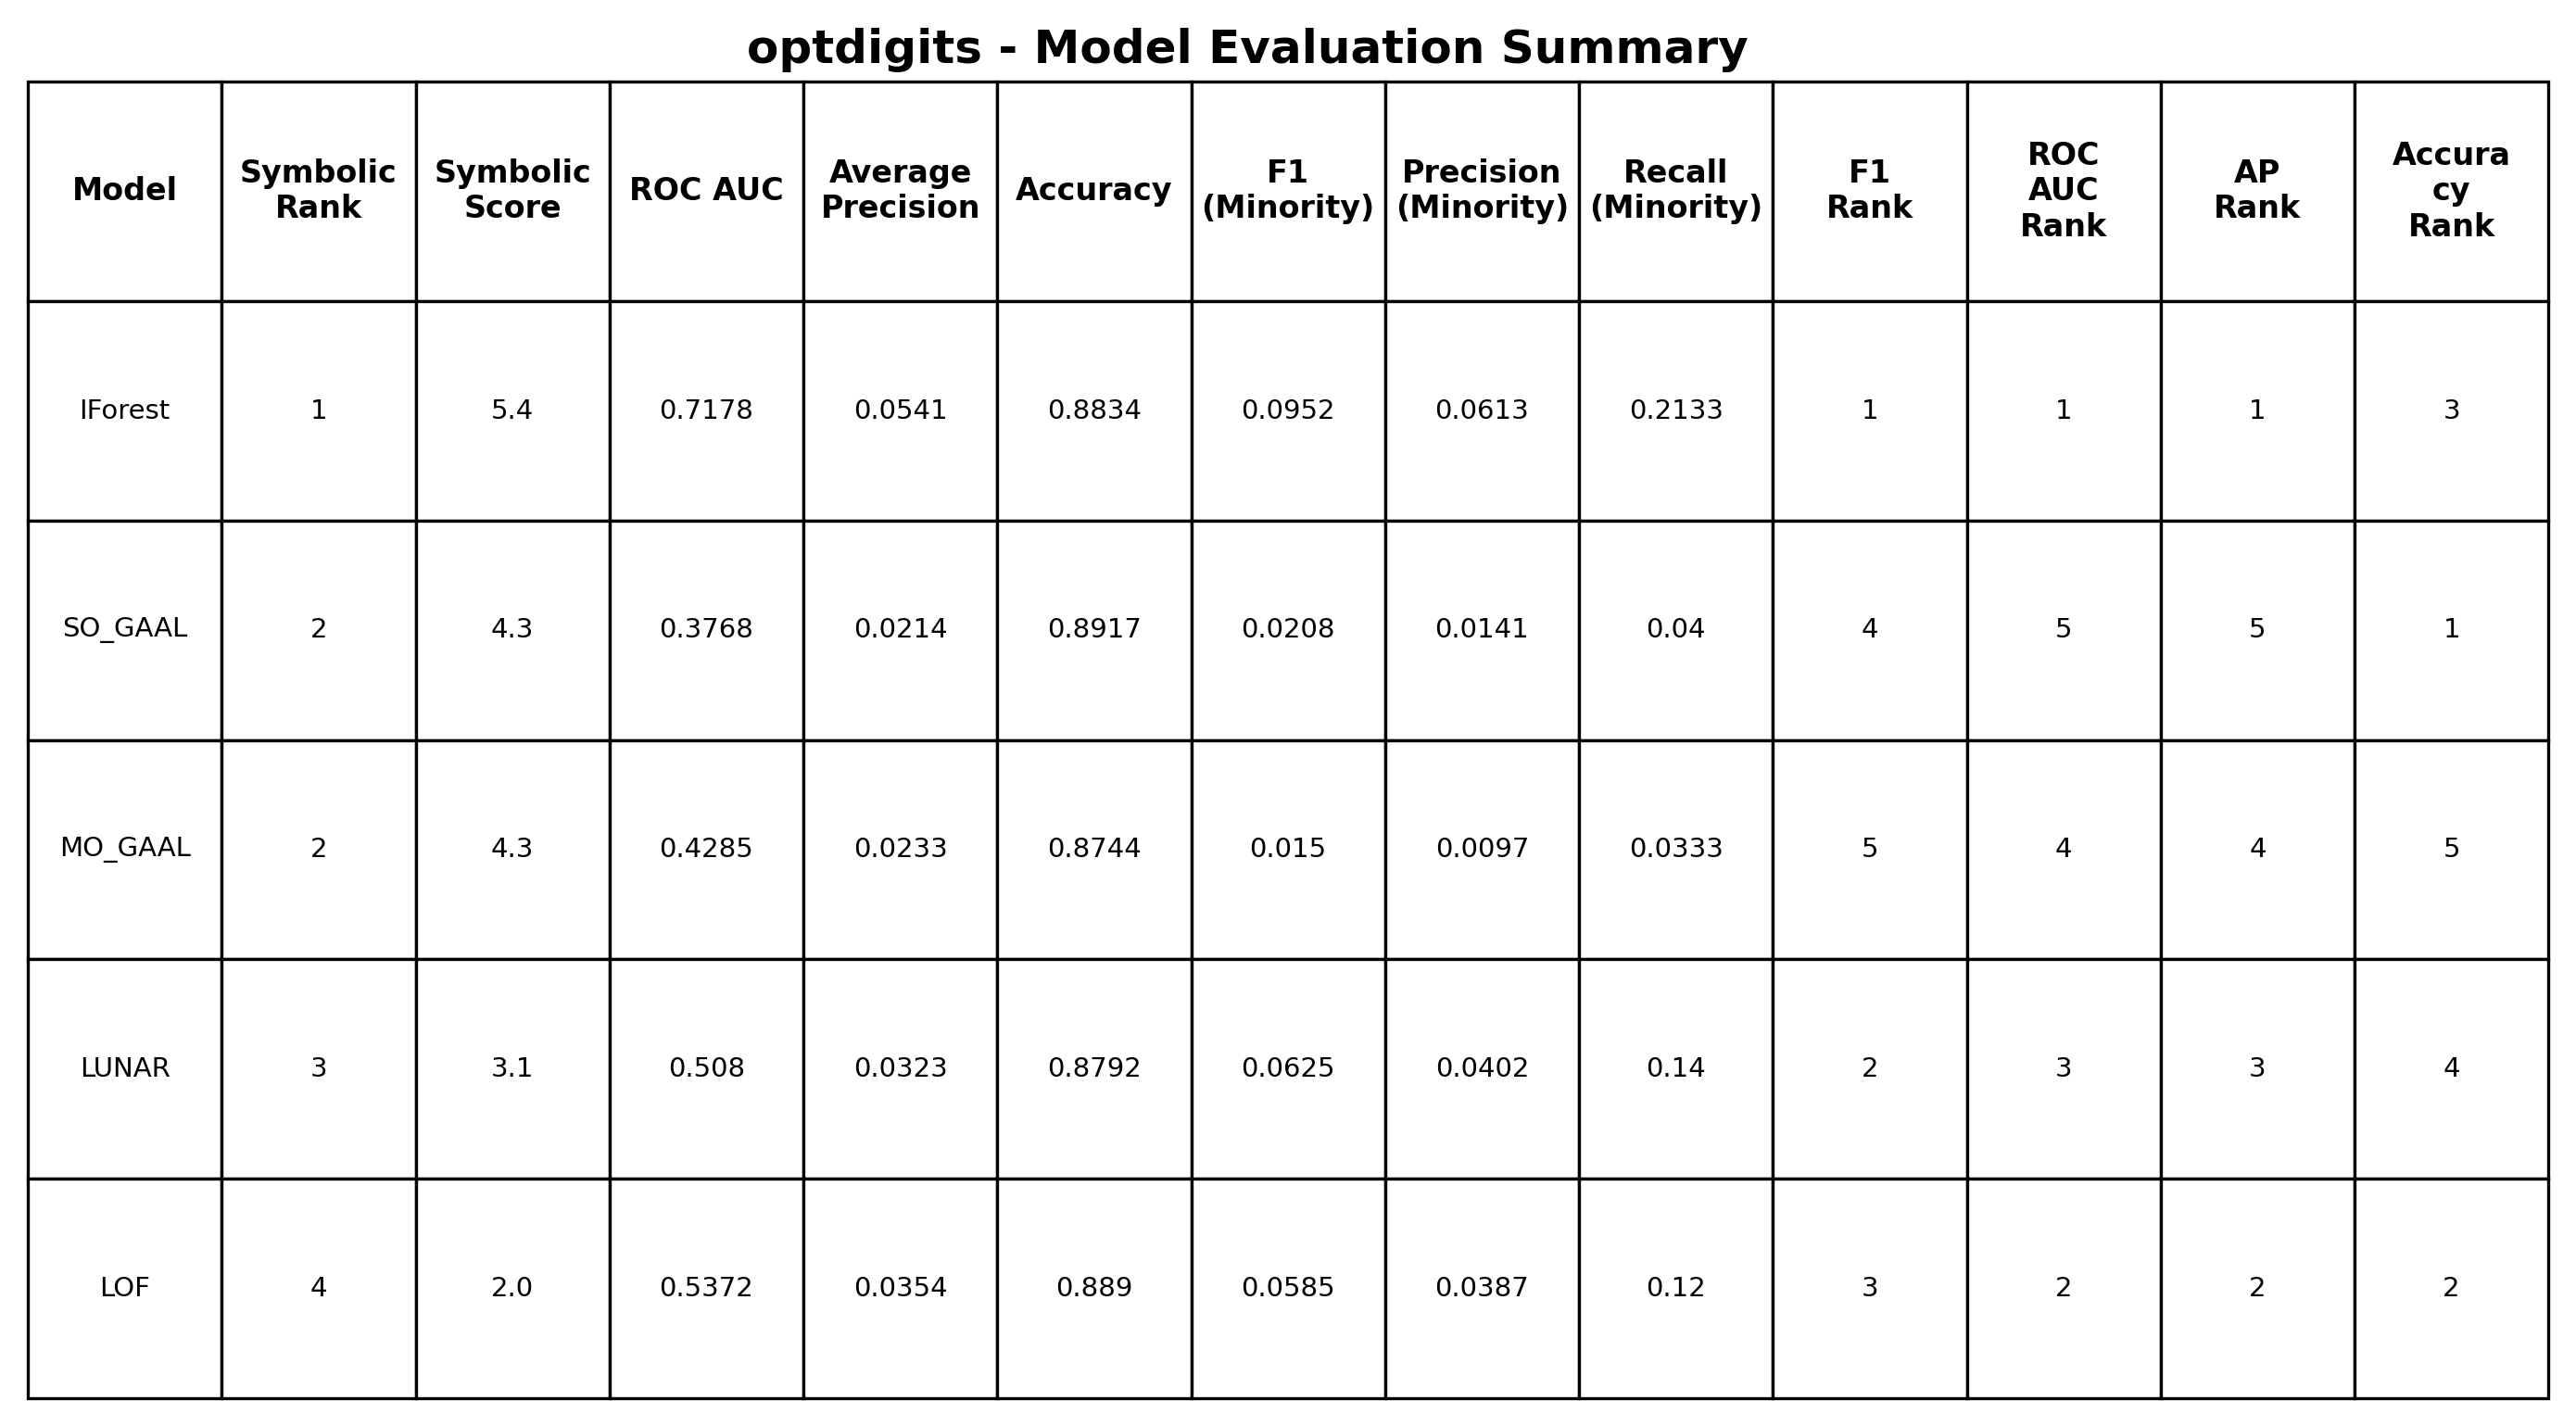 optdigits - Model Evaluation Summary
Model Symbolic Rank Symbolic Score ROC AUC Average Precision Accuracy F1 (Minority) Precision (Minority) Recall (Minority) F1 Rank ROC AUC Rank AP Rank Accura cy Rank
IForest 1 5.4 0.7178 0.0541 0.8834 0.0952 0.0613 0.2133 1 1 1 3
SO_GAAL 2 4.3 0.3768 0.0214 0.8917 0.0208 0.0141 0.04 4 5 5 1
MO_GAAL 2 4.3 0.4285 0.0233 0.8744 0.015 0.0097 0.0333 5 4 4 5
LUNAR 3 3.1 0.508 0.0323 0.8792 0.0625 0.0402 0.14 2 3 3 4
LOF 4 2.0 0.5372 0.0354 0.889 0.0585 0.0387 0.12 3 2 2 2